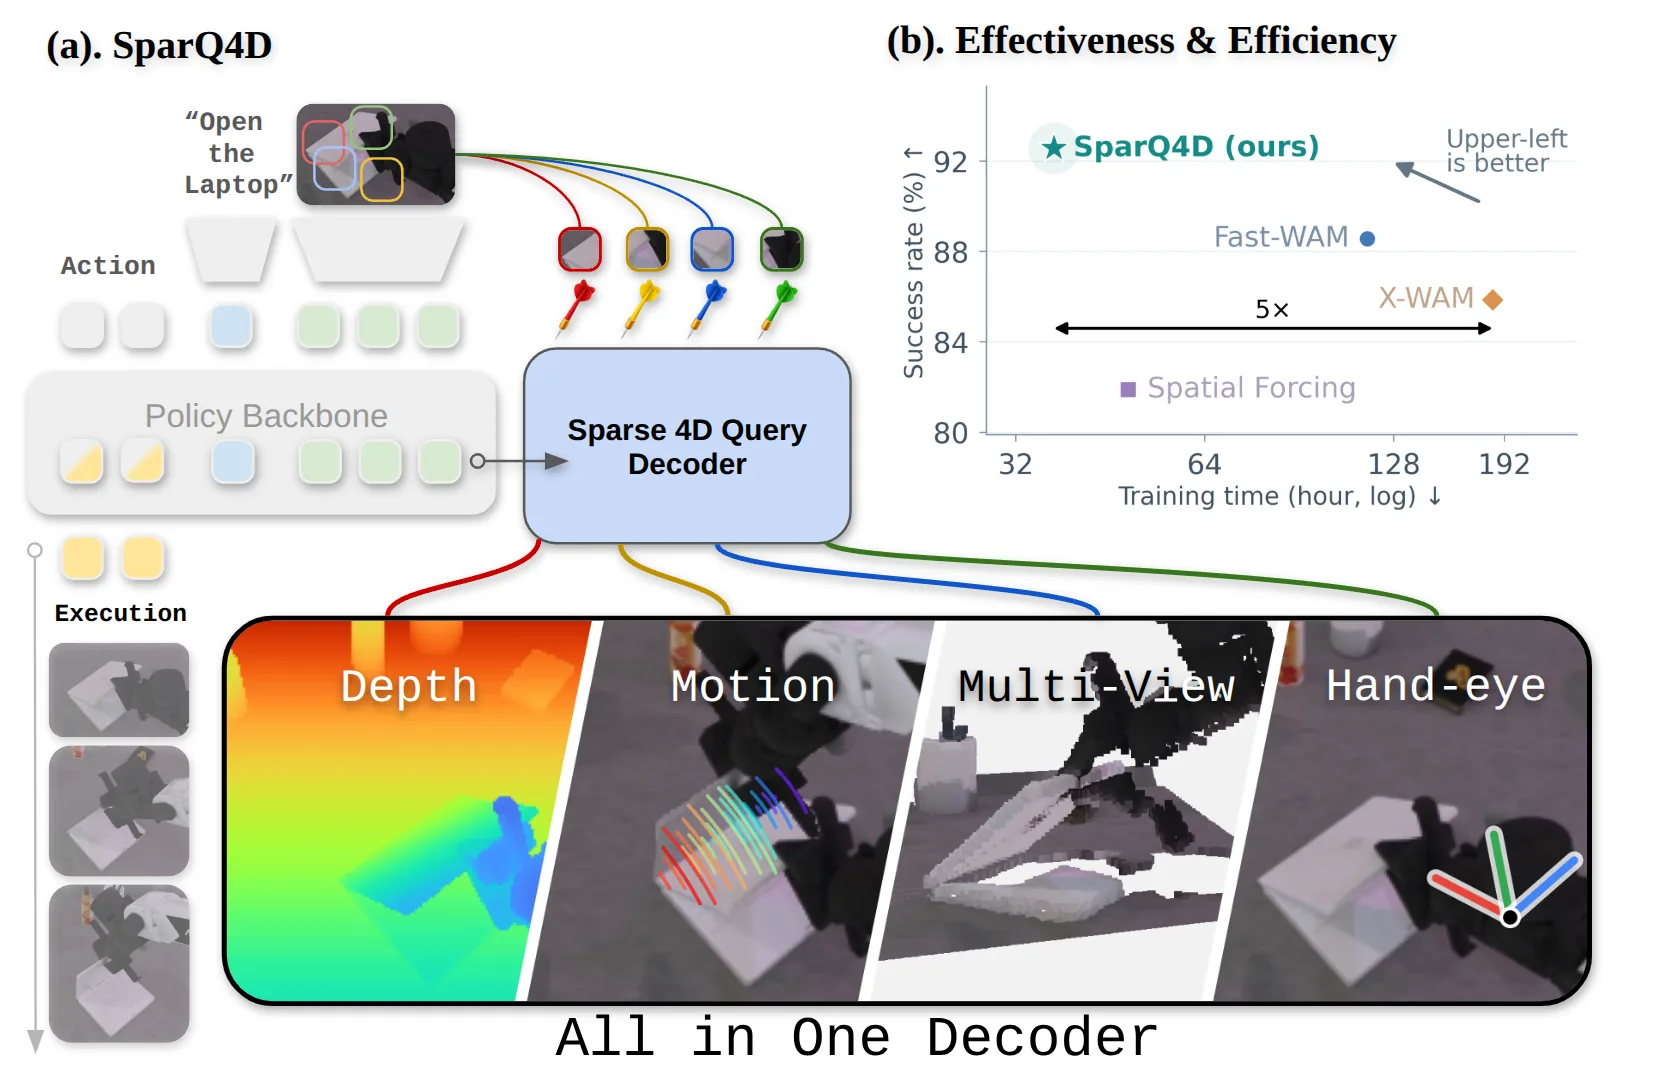 (a). SparQ4D
“Open
the
Laptop”
Action
Policy Backbone
Sparse 4D Query
Decoder
Execution
Depth
Motion
Multi-View
Hand-eye
All in One Decoder
(b). Effectiveness & Efficiency
Success rate (%) ↑
92
88
84
80
SparQ4D (ours)
Upper-left
is better
Fast-WAM
X-WAM
5×
Spatial Forcing
32
64
128
192
Training time (hour, log) ↓